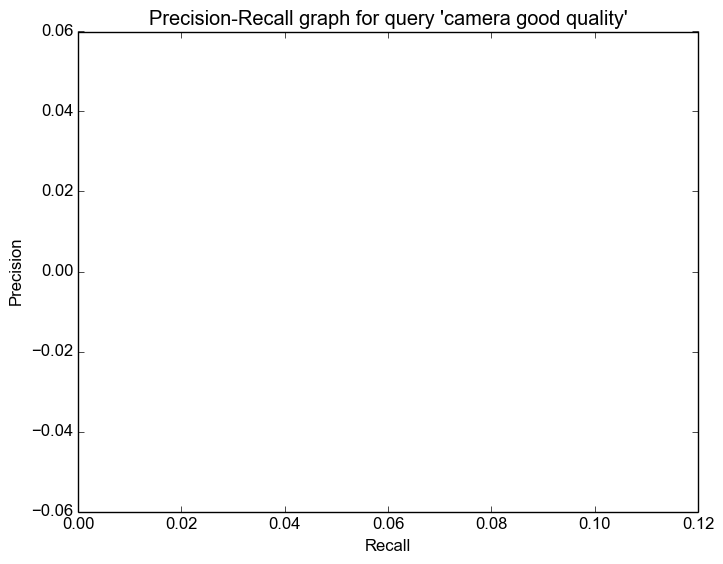 Precision-Recall graph for query 'camera good quality'
0.06
0.04
0.02
0.00
−0.02
−0.04
−0.06
Precision
0.00 0.02 0.04 0.06 0.08 0.10 0.12
Recall